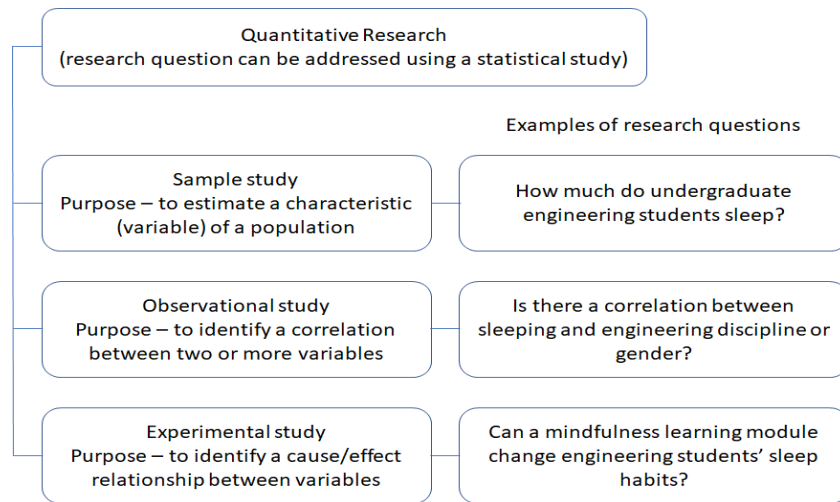 Quantitative Research
(research question can be addressed using a statistical study)
Examples of research questions
Sample study
Purpose – to estimate a characteristic
(variable) of a population
How much do undergraduate
engineering students sleep?
Observational study
Purpose – to identify a correlation
between two or more variables
Is there a correlation between
sleeping and engineering discipline or
gender?
Experimental study
Purpose – to identify a cause/effect
relationship between variables
Can a mindfulness learning module
change engineering students’ sleep
habits?